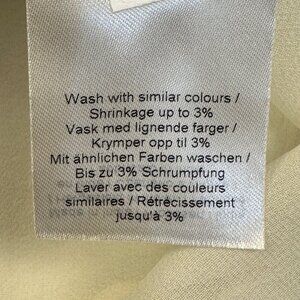 Wash with similar colours /
Shrinkage up to 3%
Vask med lignende farger /
Krymper opp til 3%
Mit ähnlichen Farben waschen /
Bis zu 3% Schrumpfung
Laver avec des couleurs
similaires / Rétrécissement
jusqu'à 3%